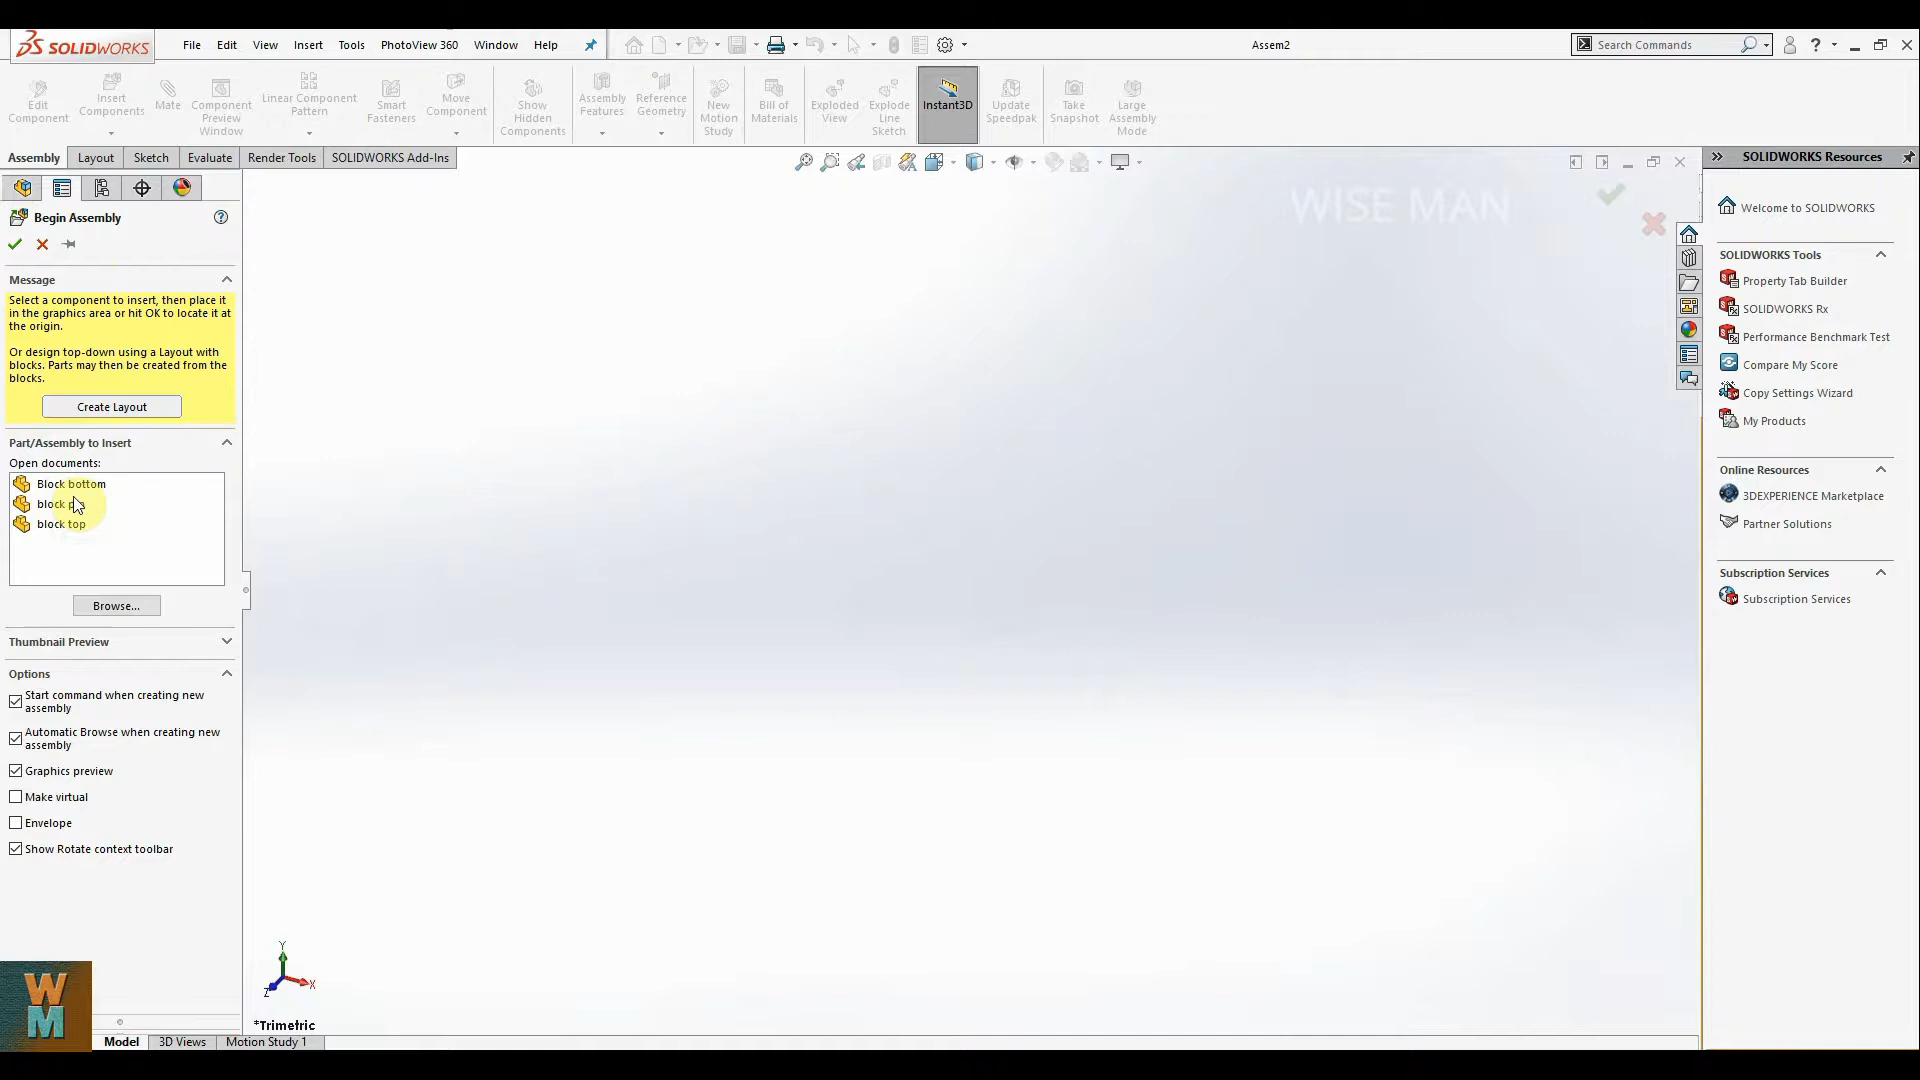 SOLIDWORKS File Edit View Insert Tools PhotoView 360 Window Help Assem2 Search Commands
Edit Component
Insert Components
Mate
Component Preview Window
Linear Component Pattern
Smart Fasteners
Move Component
Show Hidden Components
Assembly Features
Reference Geometry
New Motion Study
Bill of Materials
Exploded View
Explode Line Sketch
Instant3D
Update Speedpak
Take Snapshot
Large Assembly Mode
Assembly Layout Sketch Evaluate Render Tools SOLIDWORKS Add-Ins
Begin Assembly
Message
Select a component to insert, then place it
in the graphics area or hit OK to locate it at
the origin.
Or design top-down using a Layout with
blocks. Parts may then be created from the
blocks.
Create Layout
Part/Assembly to Insert
Open documents:
Block bottom
block
block top
Browse...
Thumbnail Preview
Options
Start command when creating new
assembly
Automatic Browse when creating new
assembly
Graphics preview
Make virtual
Envelope
Show Rotate context toolbar
WISE MAN
Y
X
Z
*Trimetric
W
M
Model 3D Views Motion Study 1
SOLIDWORKS Resources
Welcome to SOLIDWORKS
SOLIDWORKS Tools
Property Tab Builder
SOLIDWORKS Rx
Performance Benchmark Test
Compare My Score
Copy Settings Wizard
My Products
Online Resources
3DEXPERIENCE Marketplace
Partner Solutions
Subscription Services
Subscription Services